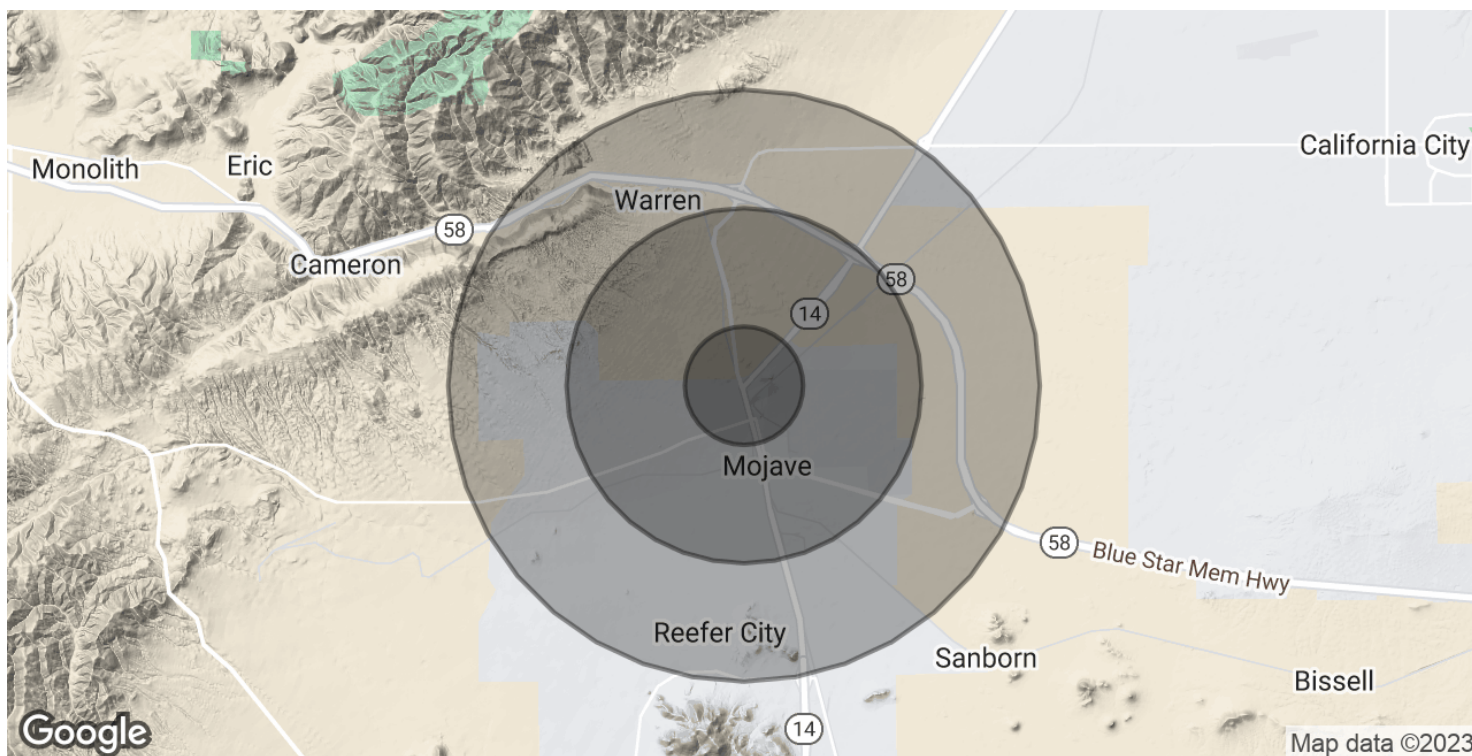 California City
Monolith
Eric
Warren
58
Cameron
58
14
Mojave
58
Blue Star Mem Hwy
Reefer City
Sanborn
Bissell
Google
14
Map data ©2023